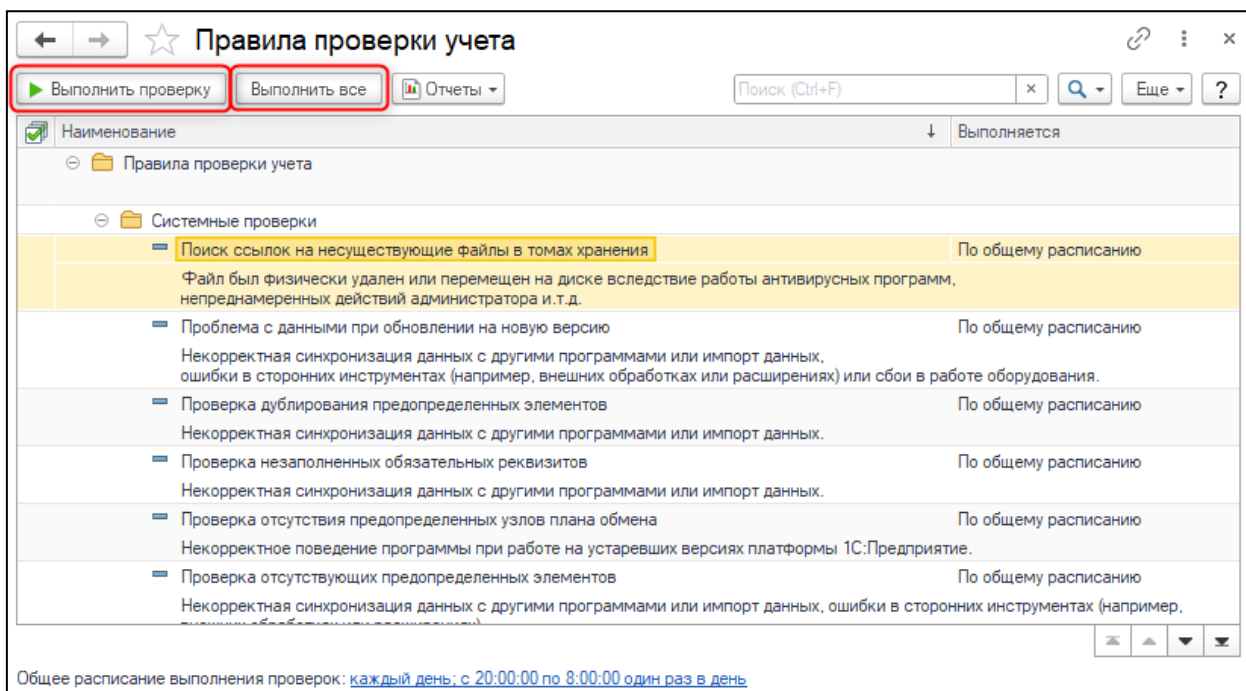 Правила проверки учета
Выполнить проверку Выполнить все Отчеты Поиск (Ctrl+F) Еще ?
Наименование Выполняется
Правила проверки учета
Системные проверки
Поиск ссылок на несуществующие файлы в томах хранения По общему расписанию
Файл был физически удален или перемещен на диске вследствие работы антивирусных программ,
непреднамеренных действий администратора и.т.д.
Проблема с данными при обновлении на новую версию По общему расписанию
Некорректная синхронизация данных с другими программами или импорт данных,
ошибки в сторонних инструментах (например, внешних обработках или расширениях) или сбои в работе оборудования.
Проверка дублирования предопределенных элементов По общему расписанию
Некорректная синхронизация данных с другими программами или импорт данных.
Проверка незаполненных обязательных реквизитов По общему расписанию
Некорректная синхронизация данных с другими программами или импорт данных.
Проверка отсутствия предопределенных узлов плана обмена По общему расписанию
Некорректное поведение программы при работе на устаревших версиях платформы 1С:Предприятие.
Проверка отсутствующих предопределенных элементов По общему расписанию
Некорректная синхронизация данных с другими программами или импорт данных, ошибки в сторонних инструментах (например,
Общее расписание выполнения проверок: каждый день; с 20:00:00 по 8:00:00 один раз в день